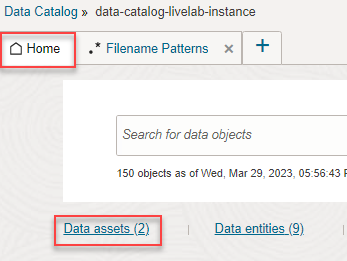 Data Catalog » data-catalog-livelab-instance
Home
.* Filename Patterns × +
Search for data objects
150 objects as of Wed, Mar 29, 2023, 05:56:43
Data assets (2) | Data entities (9) |